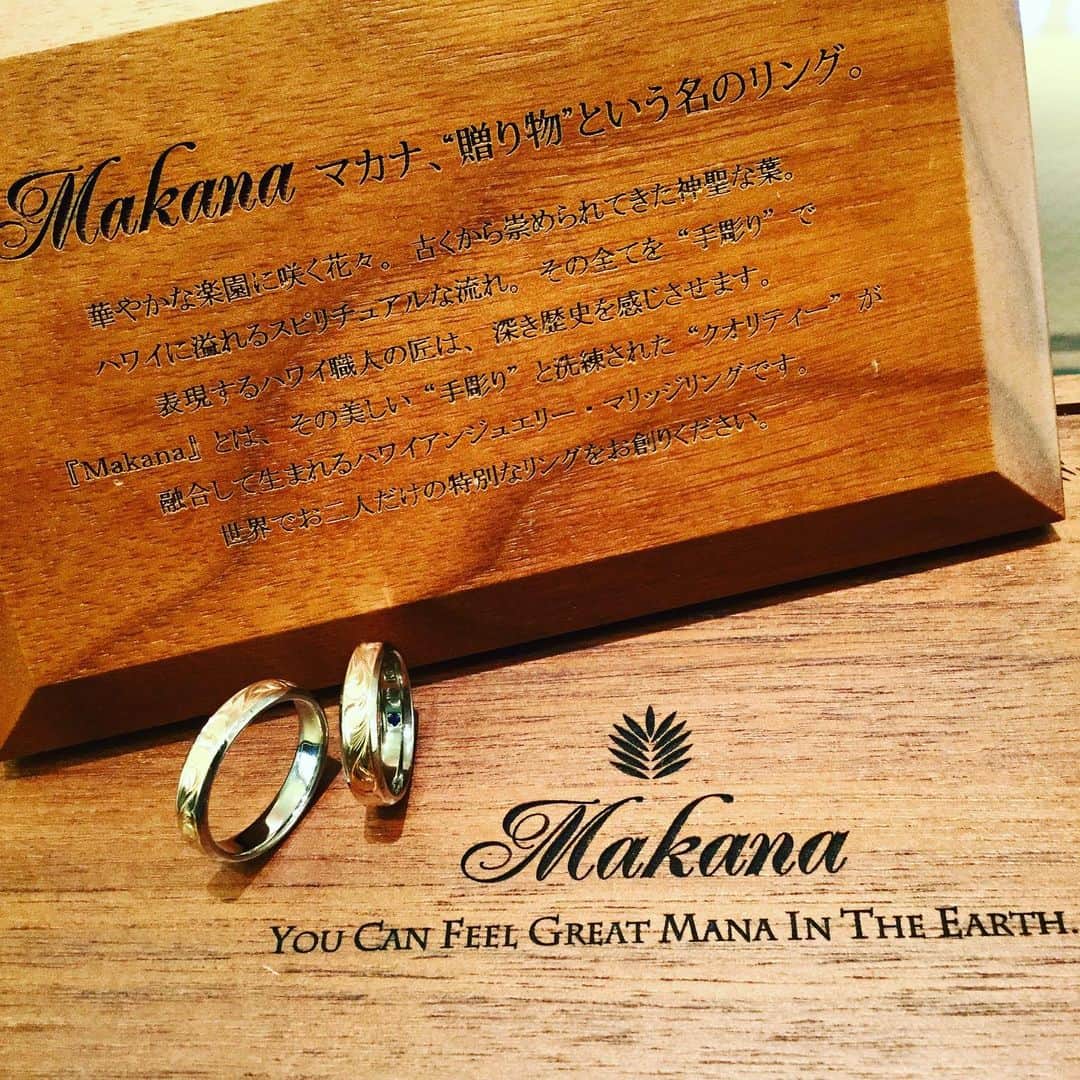 Makana マカナ、“贈り物”という名のリング。
華やかな楽園に咲く花々。古くから崇められてきた神聖な葉。
ハワイに溢れるスピリチュアルな流れ。その全てを“手彫り”で
表現するハワイ職人の匠は、深き歴史を感じさせます。
『Makana』とは、その美しい“手彫り”と洗練された“クオリティー”が
融合して生まれるハワイアンジュエリー・マリッジリングです。
世界でお二人だけの特別なリングをお創りください。
Makana
YOU CAN FEEL GREAT MANA IN THE EARTH.